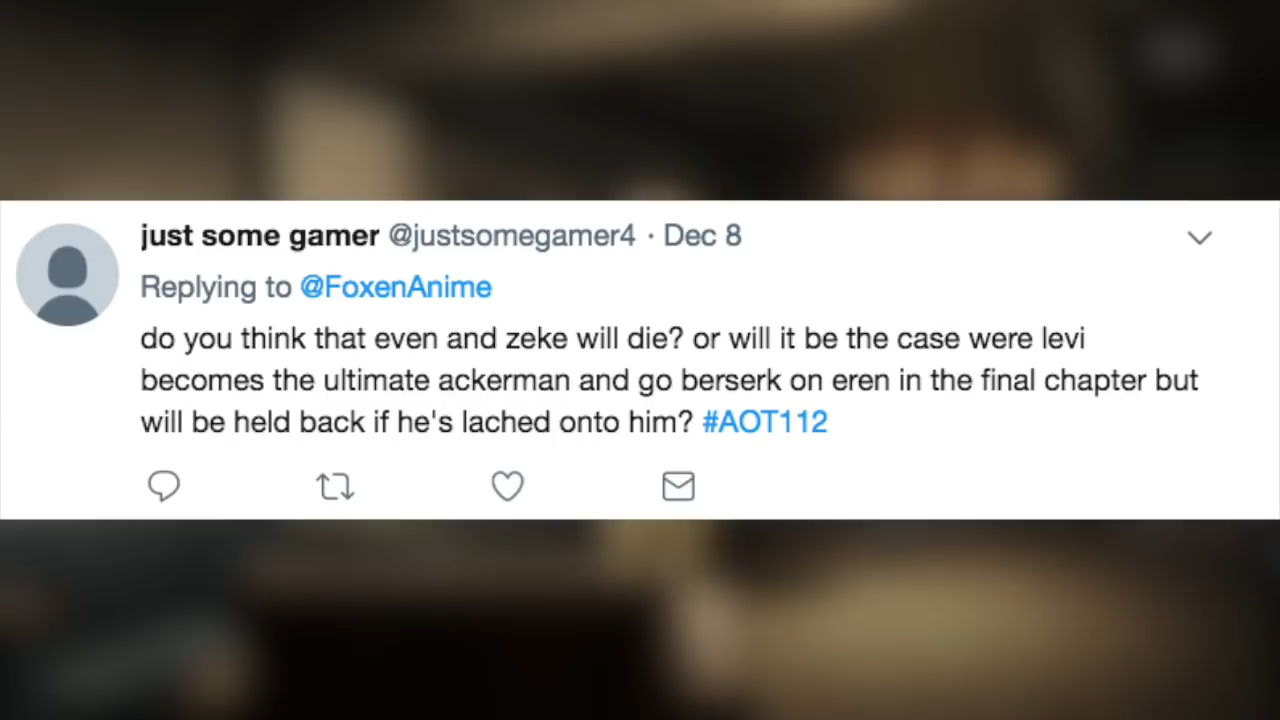 just some gamer @justsomegamer4 · Dec 8
Replying to @FoxenAnime
do you think that even and zeke will die? or will it be the case were levi
becomes the ultimate ackerman and go berserk on eren in the final chapter but
will be held back if he's lached onto him? #AOT112